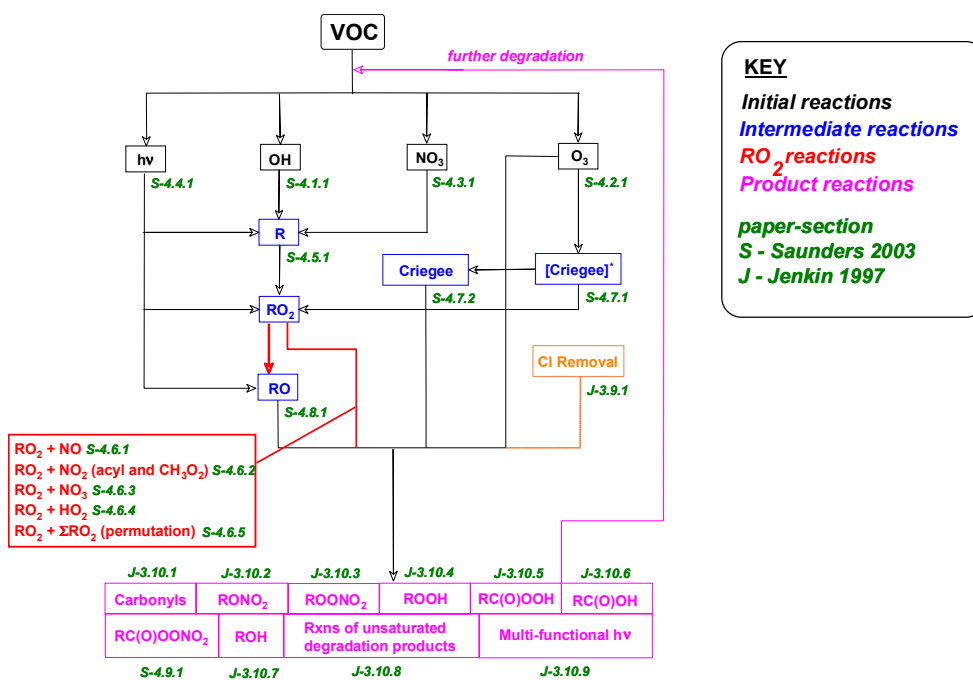 VOC
further degradation
hν
OH
NO3
O3
S-4.4.1
S-4.1.1
S-4.3.1
S-4.2.1
R
S-4.5.1
Criegee
[Criegee]*
S-4.7.2
S-4.7.1
RO2
RO
S-4.8.1
CI Removal
J-3.9.1
RO2 + NO S-4.6.1
RO2 + NO2 (acyl and CH3O2) S-4.6.2
RO2 + NO3 S-4.6.3
RO2 + HO2 S-4.6.4
RO2 + ΣRO2 (permutation) S-4.6.5
J-3.10.1 J-3.10.2 J-3.10.3 J-3.10.4 J-3.10.5 J-3.10.6
Carbonyls RONO2 ROONO2 ROOH RC(O)OOH RC(O)OH
RC(O)OONO2 ROH Rxns of unsaturated
degradation products
Multi-functional hν
S-4.9.1 J-3.10.7 J-3.10.8 J-3.10.9
KEY
Initial reactions
Intermediate reactions
RO2 reactions
Product reactions
paper-section
S - Saunders 2003
J - Jenkin 1997